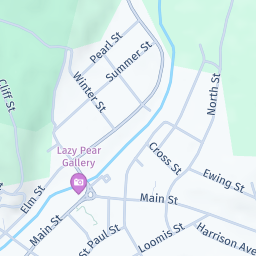 Pearl St
Summer St
Winter St
Cliff St
North St
Lazy Pear
Gallery
Cross St
Ewing St
Elm St
Main St
Main St
St Paul St
Loomis St
Harrison Ave